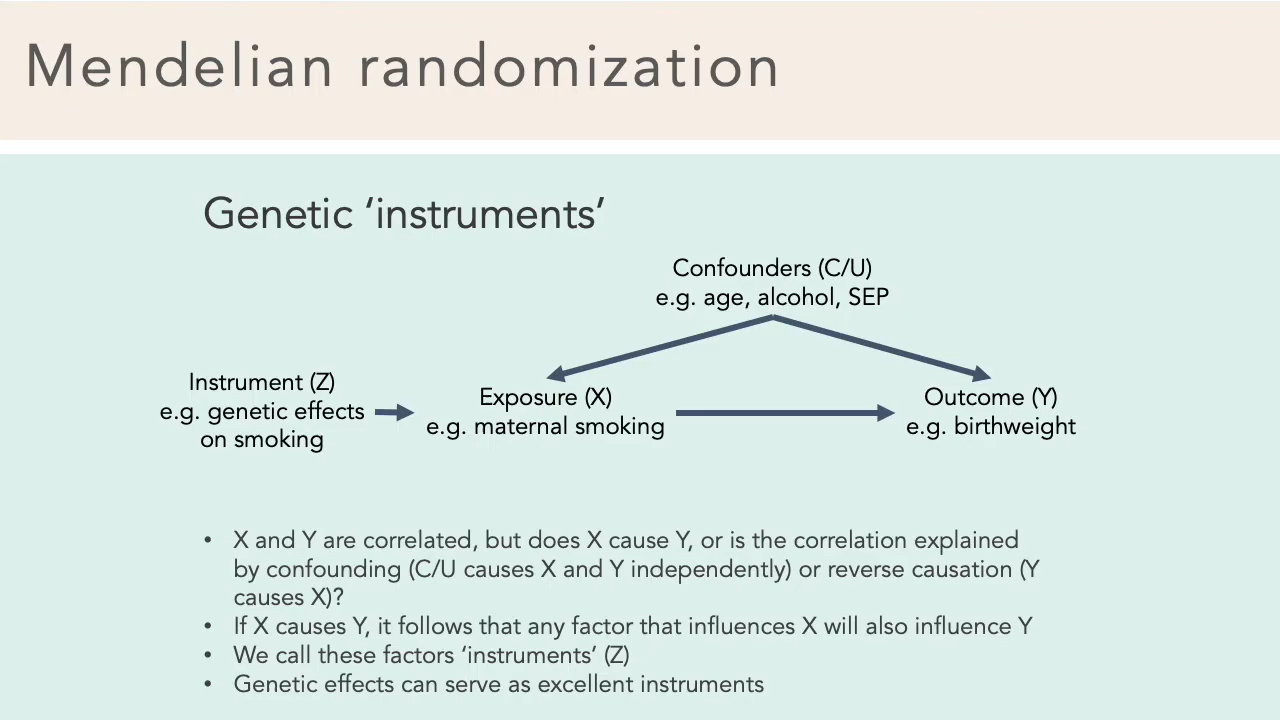 Mendelian randomization
Genetic ‘instruments’
Confounders (C/U)
e.g. age, alcohol, SEP
Instrument (Z)
e.g. genetic effects
on smoking
Exposure (X)
e.g. maternal smoking
Outcome (Y)
e.g. birthweight
• X and Y are correlated, but does X cause Y, or is the correlation explained
by confounding (C/U causes X and Y independently) or reverse causation (Y
causes X)?
• If X causes Y, it follows that any factor that influences X will also influence Y
• We call these factors ‘instruments’ (Z)
• Genetic effects can serve as excellent instruments